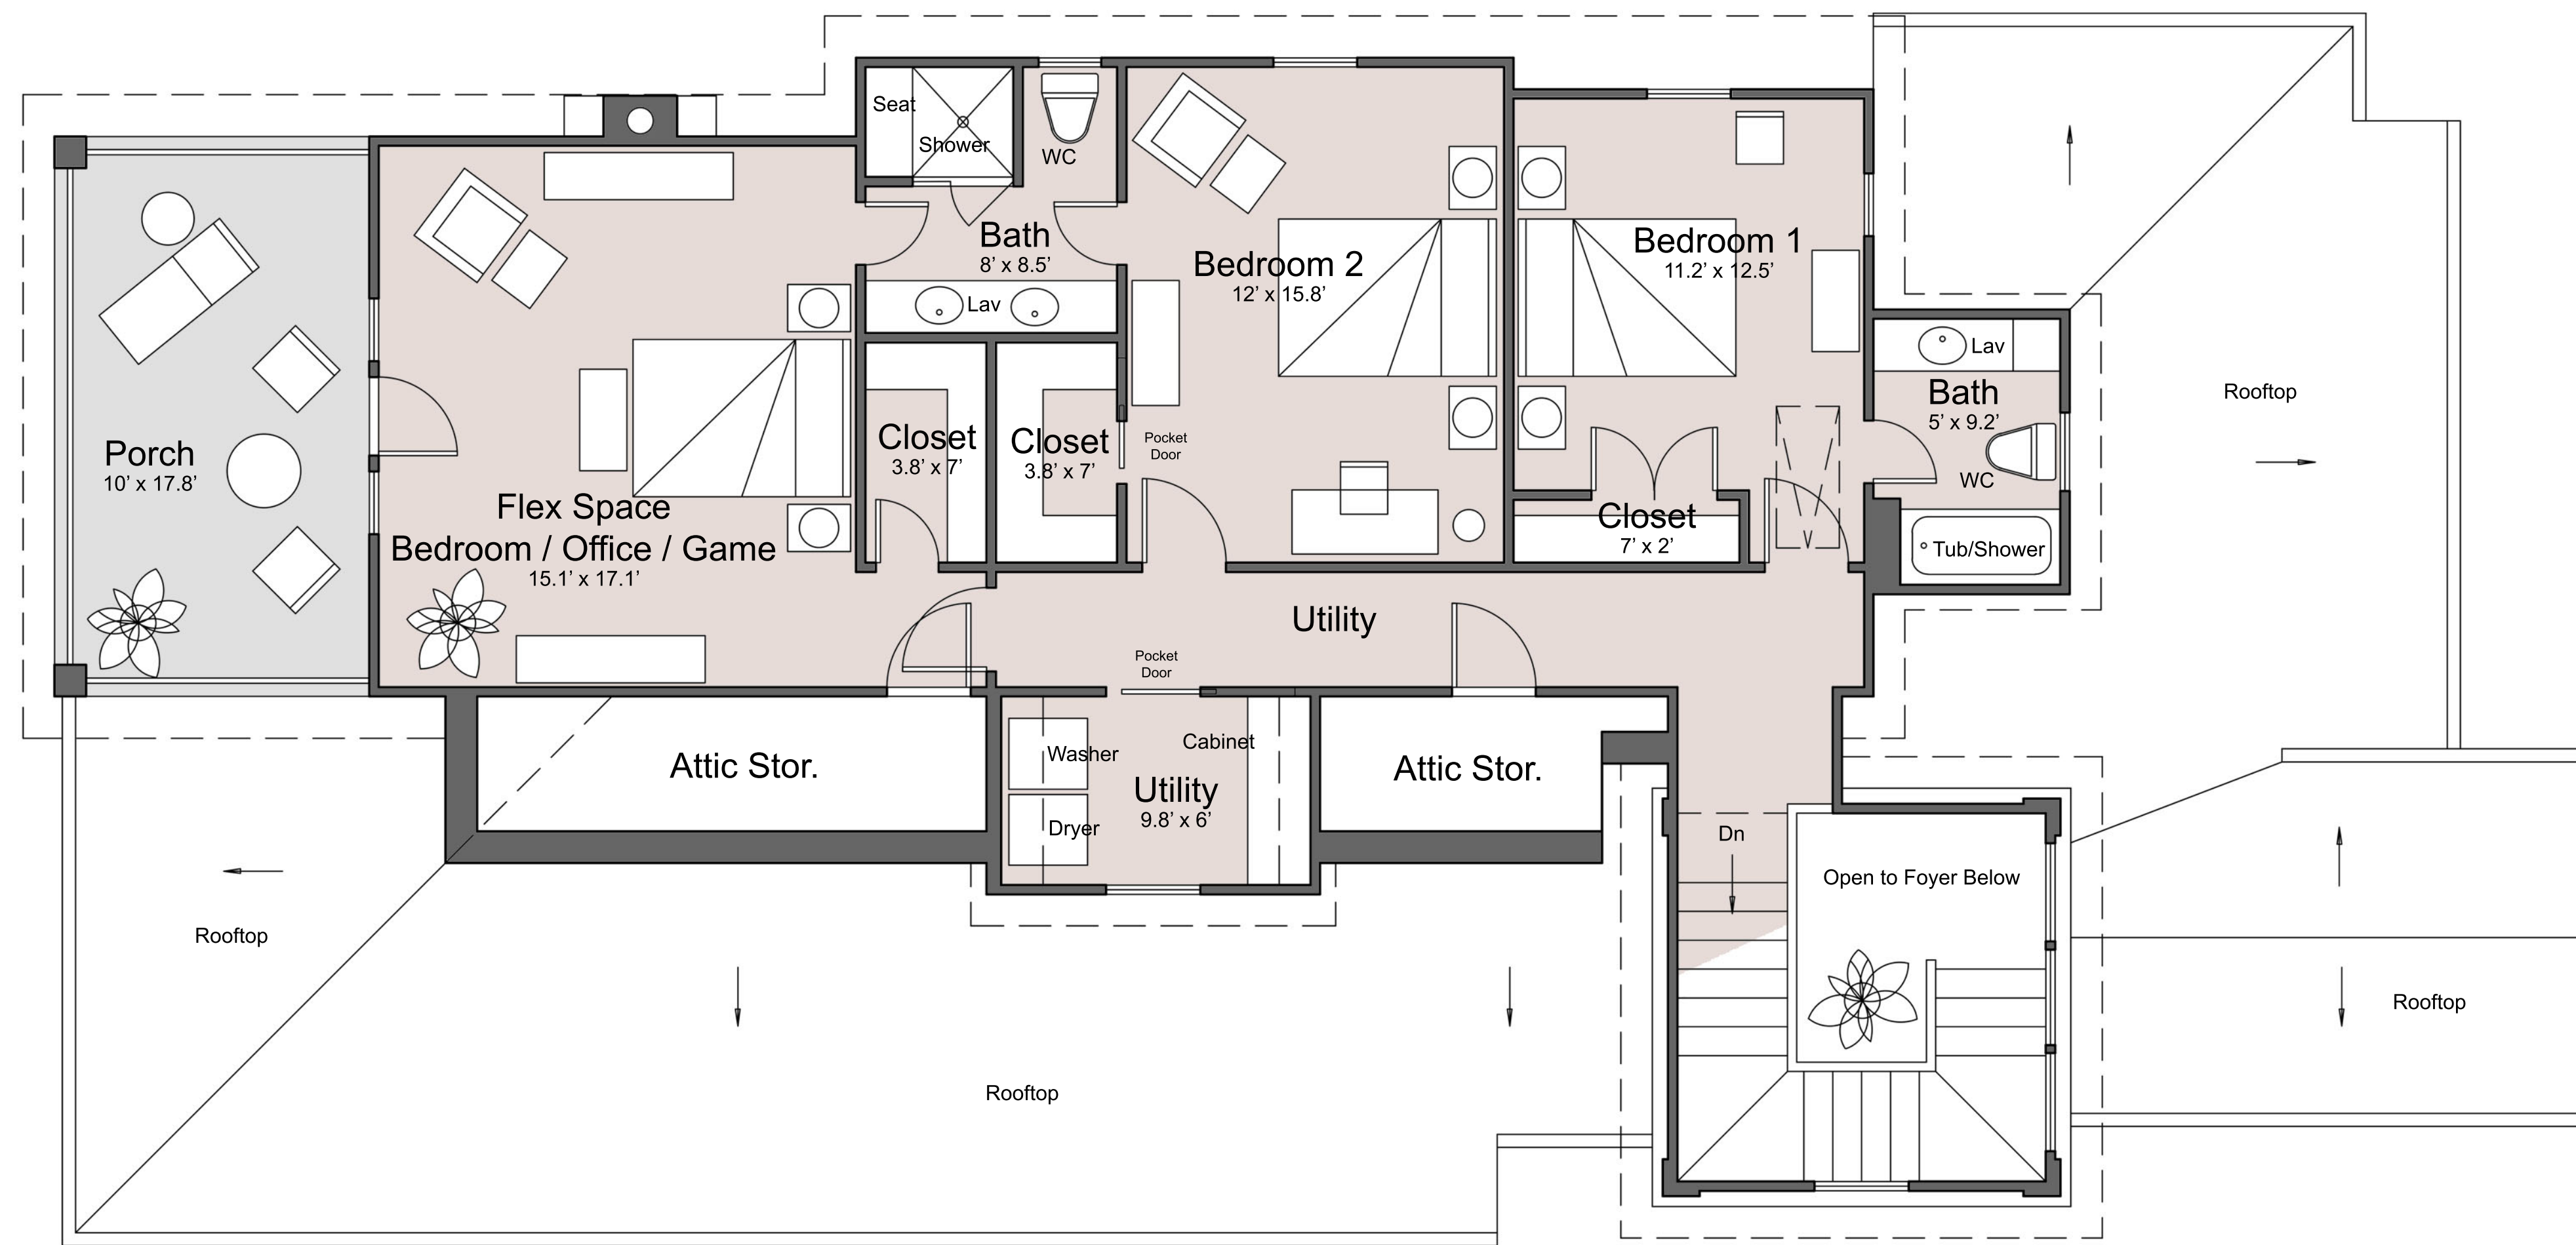 Seat
Shower
WC
Bath
8’ x 8.5’
Lav
Bedroom 2
12’ x 15.8’
Bedroom 1
11.2’ x 12.5’
Lav
Bath
5’ x 9.2’
WC
Tub/Shower
Rooftop
Porch
10’ x 17.8’
Flex Space
Bedroom / Office / Game
15.1’ x 17.1’
Closet
3.8’ x 7’
Closet
3.8’ x 7’
Pocket
Door
Closet
7’ x 2’
Utility
Pocket
Door
Attic Stor.
Washer
Cabinet
Utility
9.8’ x 6’
Dryer
Attic Stor.
Dn
Open to Foyer Below
Rooftop
Rooftop
Rooftop